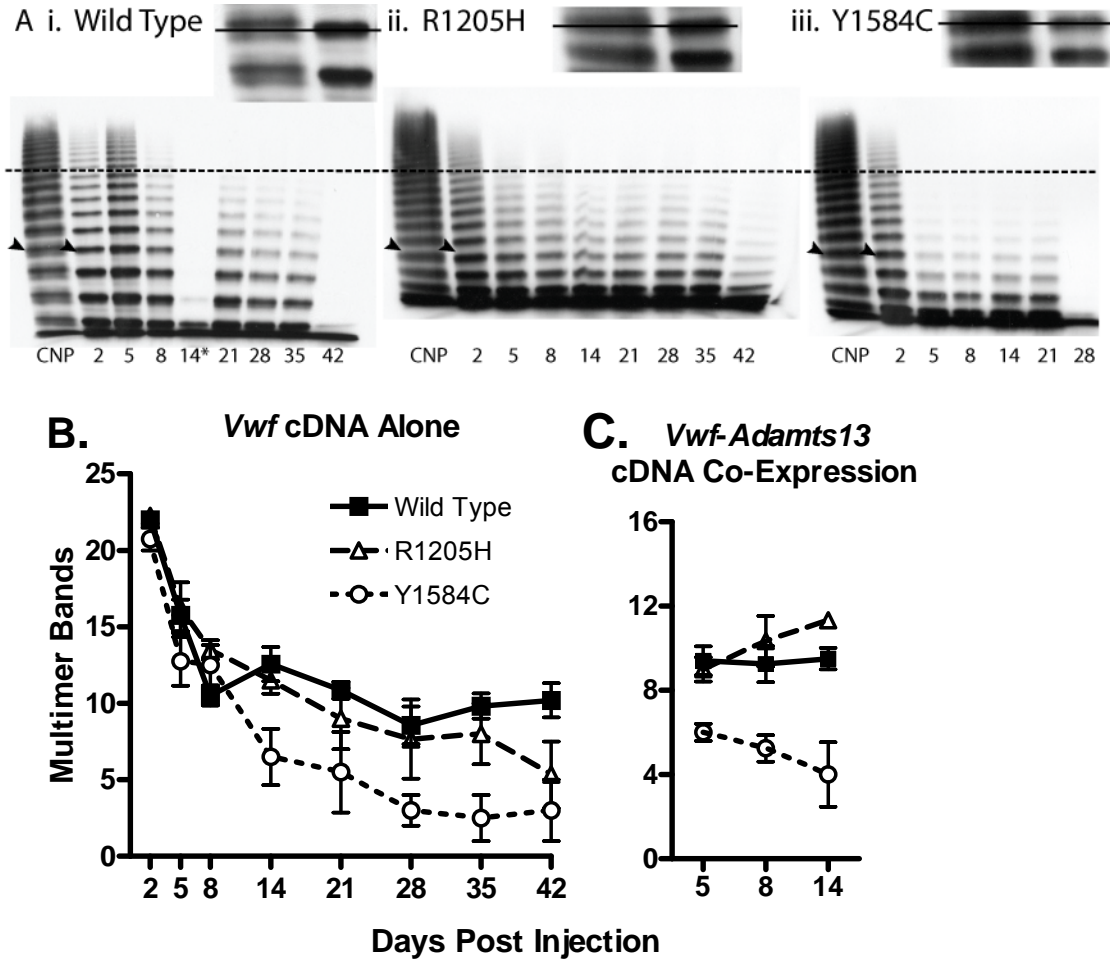 A i. Wild Type
ii. R1205H
iii. Y1584C
CNP 2 5 8 14* 21 28 35 42
CNP 2 5 8 14 21 28 35 42
CNP 2 5 8 14 21 28
B.
Vwf cDNA Alone
25
20
15
10
5
0
Multimer Bands
Wild Type
R1205H
Y1584C
2 5 8 14 21 28 35 42
C.
Vwf-Adamts13
cDNA Co-Expression
16
12
8
4
0
5 8 14
Days Post Injection